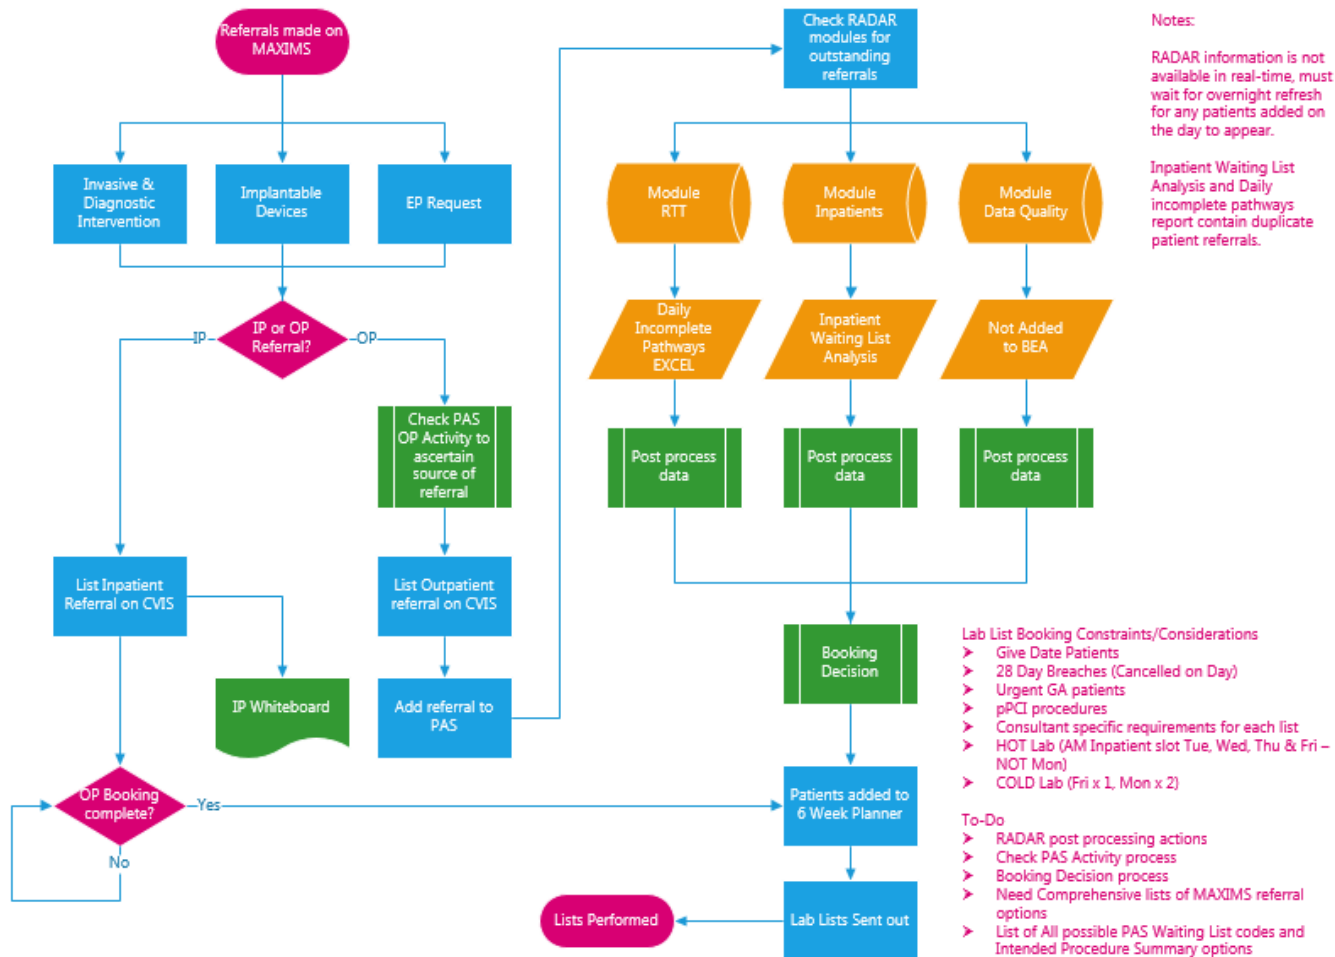 Referrals made on
MAXIMS
Invasive &
Diagnostic
Intervention
Implantable
Devices
EP Request
IP or OP
Referral?
IP
OP
Check PAS
OP Activity to
ascertain
source of
referral
List Inpatient
Referral on CVIS
List Outpatient
referral on CVIS
IP Whiteboard
Add referral to
PAS
OP Booking
complete?
Yes
No
Check RADAR
modules for
outstanding
referrals
Module
RTT
Module
Inpatients
Module
Data Quality
Daily
Incomplete
Pathways
EXCEL
Inpatient
Waiting List
Analysis
Not Added
to BEA
Post process
data
Post process
data
Post process
data
Booking
Decision
Patients added to
6 Week Planner
Lab Lists Sent out
Lists Performed
Notes:
RADAR information is not
available in real-time, must
wait for overnight refresh
for any patients added on
the day to appear.
Inpatient Waiting List
Analysis and Daily
incomplete pathways
report contain duplicate
patient referrals.
Lab List Booking Constraints/Considerations
➤ Give Date Patients
➤ 28 Day Breaches (Cancelled on Day)
➤ Urgent GA patients
➤ pPCI procedures
➤ Consultant specific requirements for each list
➤ HOT Lab (AM Inpatient slot Tue, Wed, Thu & Fri –
NOT Mon)
➤ COLD Lab (Fri x 1, Mon x 2)
To-Do
➤ RADAR post processing actions
➤ Check PAS Activity process
➤ Booking Decision process
➤ Need Comprehensive lists of MAXIMS referral
options
➤ List of All possible PAS Waiting List codes and
Intended Procedure Summary options